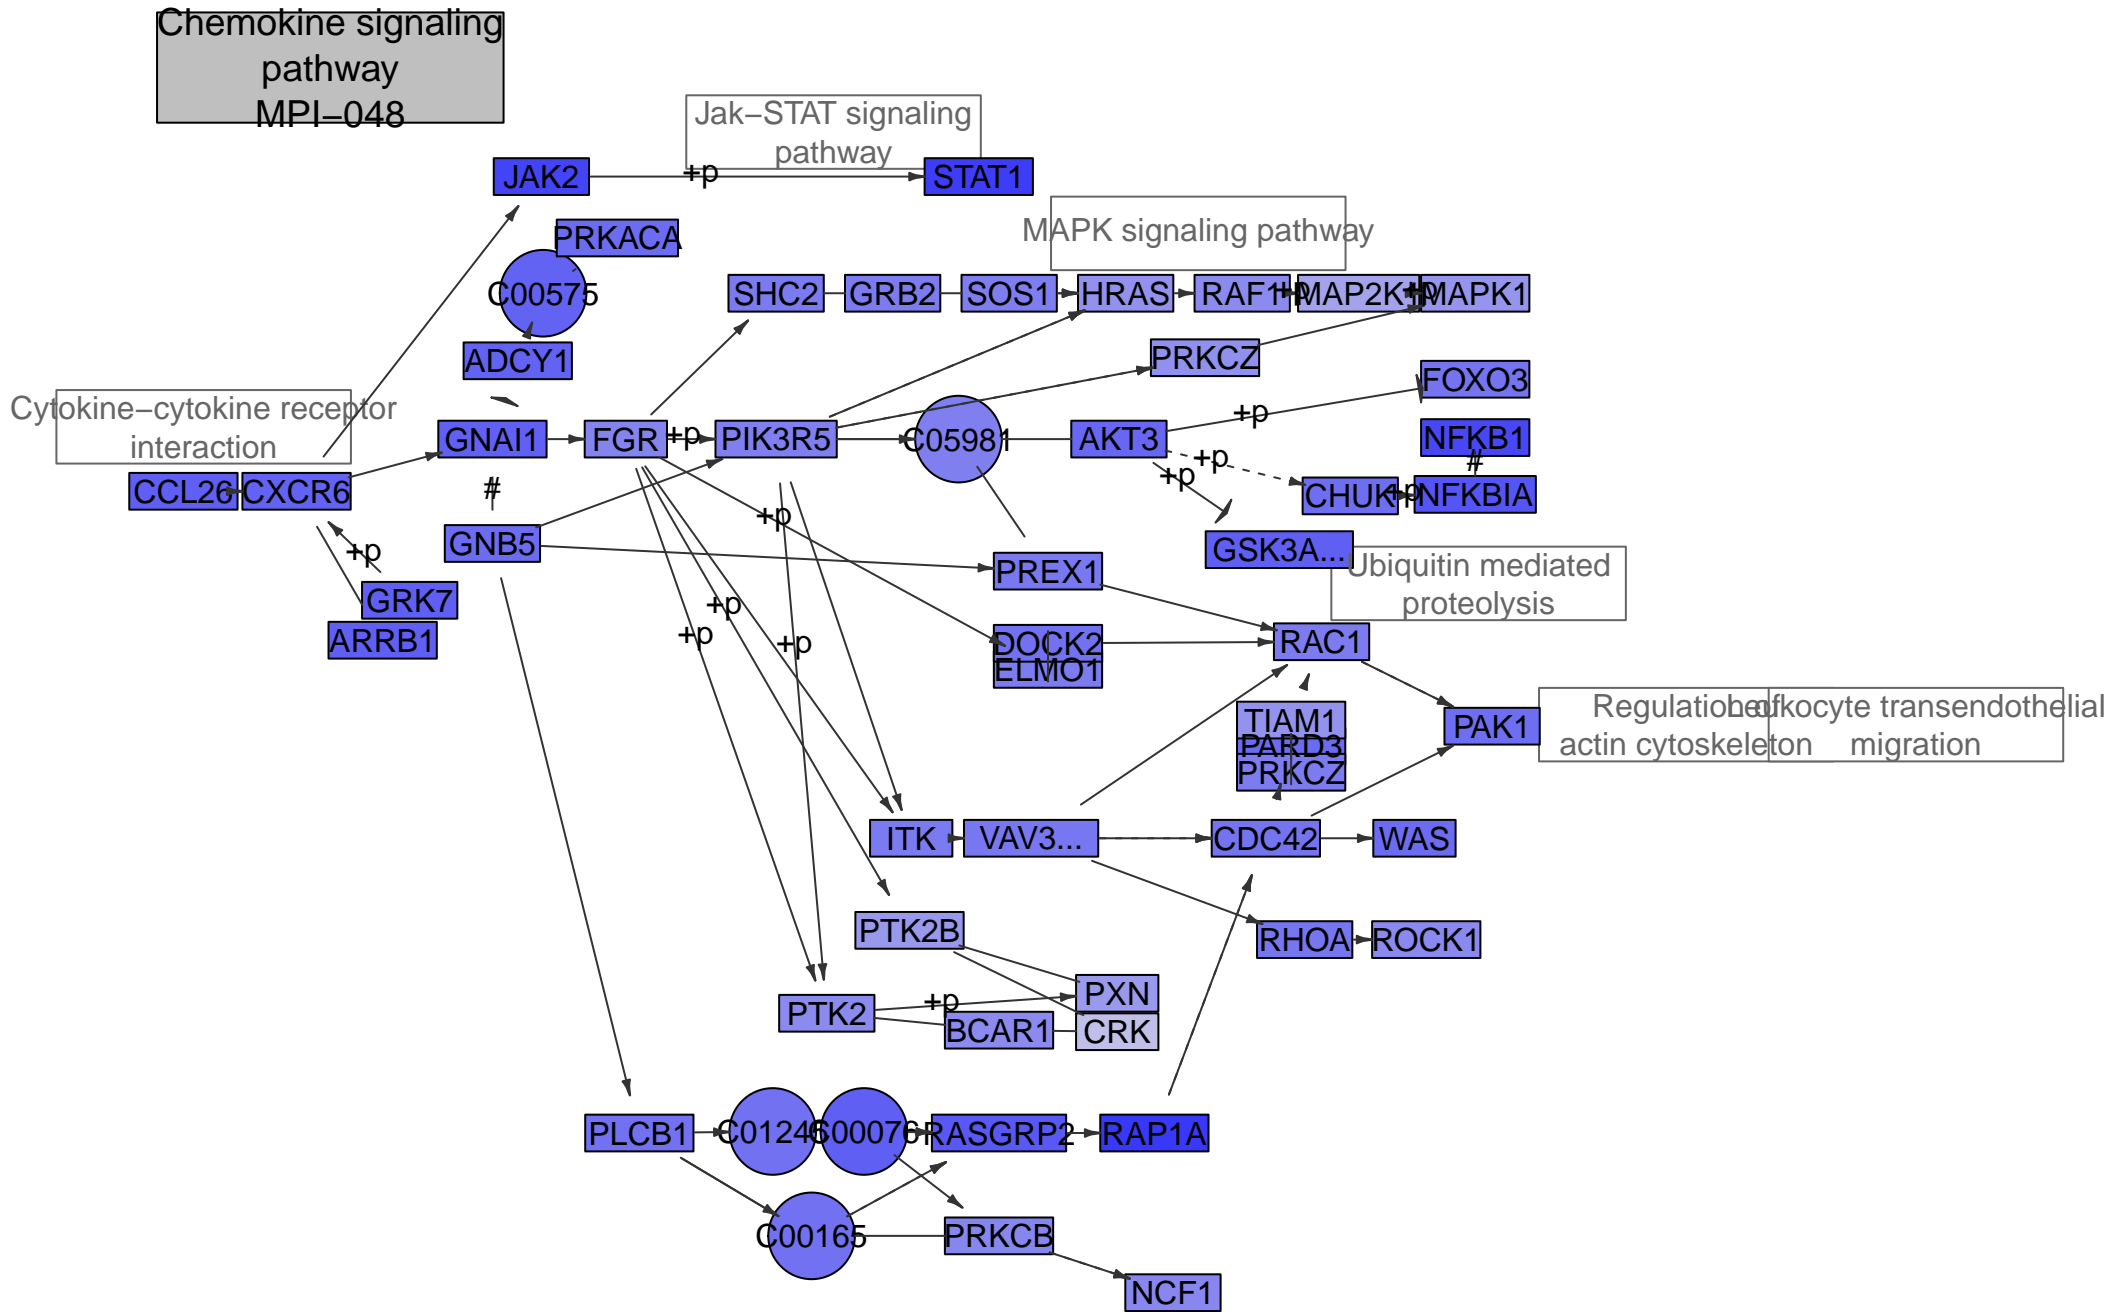 Chemokine signaling
pathway
MPI−048
Jak−STAT signaling
pathway
JAK2
+p
STAT1
PRKACA
MAPK signaling pathway
C00575
SHC2
GRB2
SOS1
HRAS
RAF1
+p
MAP2K1
+p
MAPK1
ADCY1
PRKCZ
FOXO3
Cytokine−cytokine receptor
interaction
+p
GNAI1
FGR
+p
PIK3R5
C05981
AKT3
NFKB1
+p
#
+p
CCL26
CXCR6
#
CHUK
+p
NFKBIA
+p
GNB5
+p
GSK3A...
PREX1
Ubiquitin mediated
proteolysis
GRK7
+p
ARRB1
+p
+p
DOCK2
RAC1
ELMO1
TIAM1
PAK1
Regulation of
actin cytoskeleton
Leukocyte transendothelial
migration
PARD3
PRKCZ
ITK
VAV3...
CDC42
WAS
PTK2B
RHOA
ROCK1
PXN
+p
PTK2
BCAR1
CRK
PLCB1
C01245
C00076
RASGRP2
RAP1A
C00165
PRKCB
NCF1